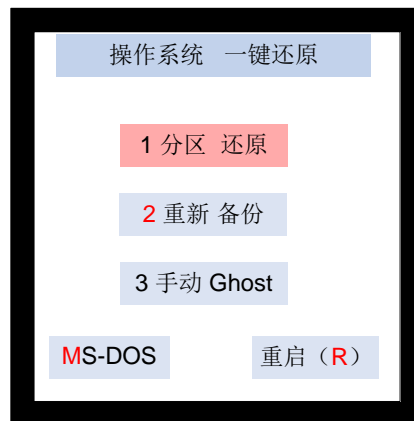 操作系统 一键还原
1 分区 还原
2 重新 备份
3 手动 Ghost
MS-DOS 重启（R）